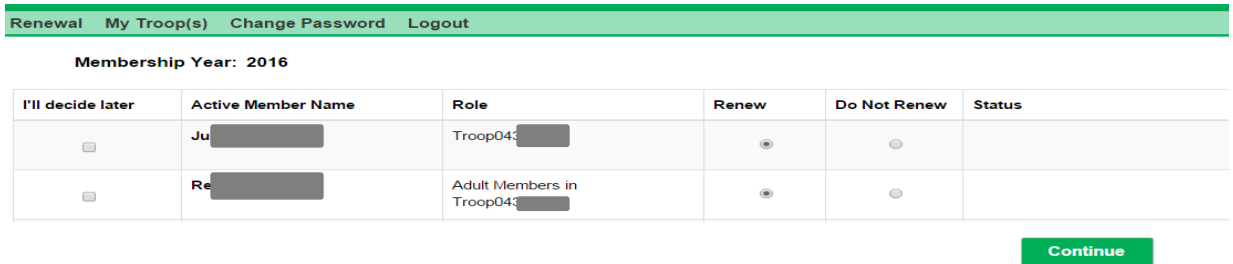 Renewal My Troop(s) Change Password Logout
Membership Year: 2016
I'll decide later Active Member Name Role Renew Do Not Renew Status
Ju Troop043
Re Adult Members in
Troop043
Continue